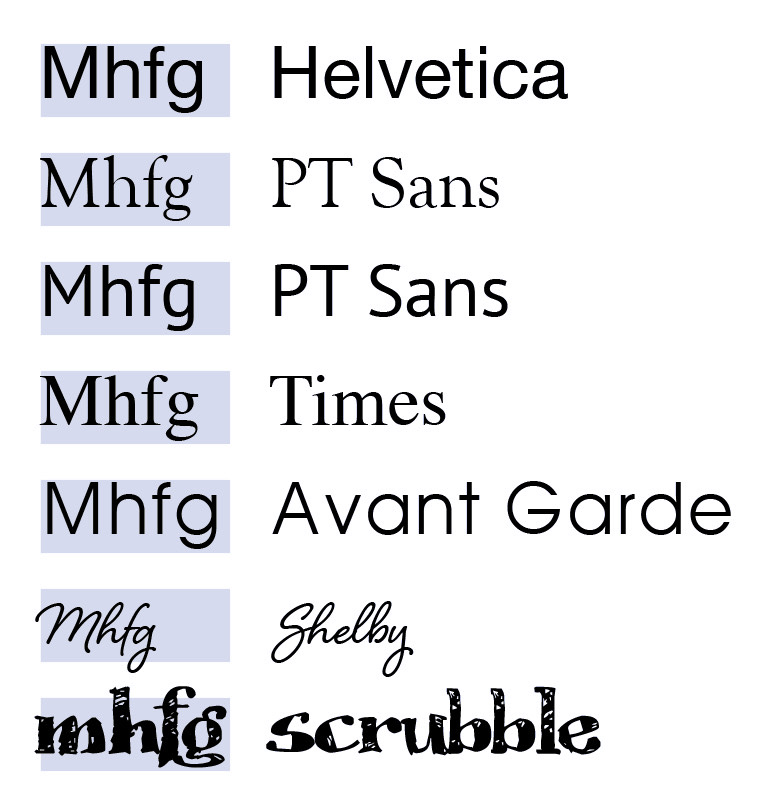 Mhfg Helvetica
Mhfg PT Sans
Mhfg PT Sans
Mhfg Times
Mhfg Avant Garde
Mhfg Shelby
mhfg scrubble